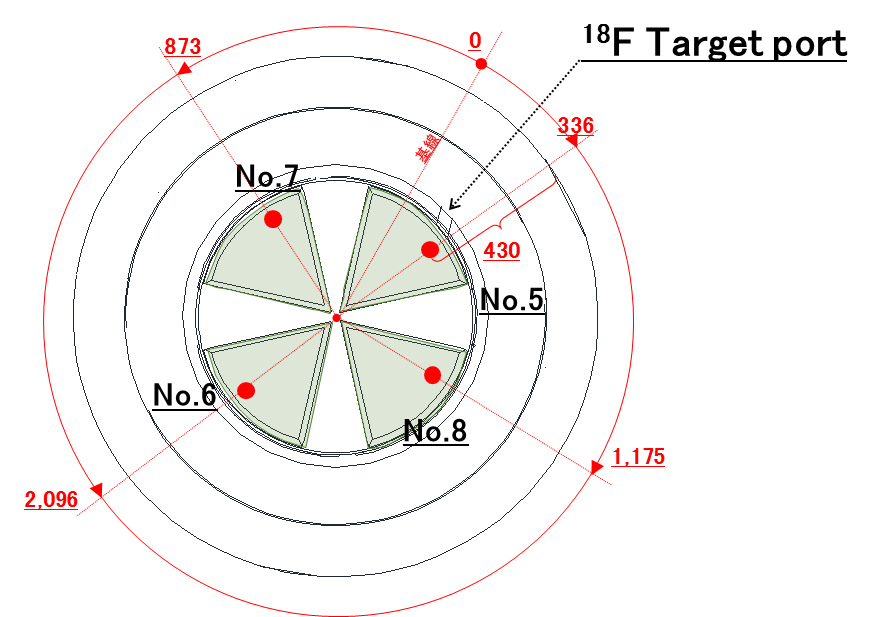 0
¹⁸F Target port
873
336
基線
No.7
430
No.5
No.6
No.8
1,175
2,096